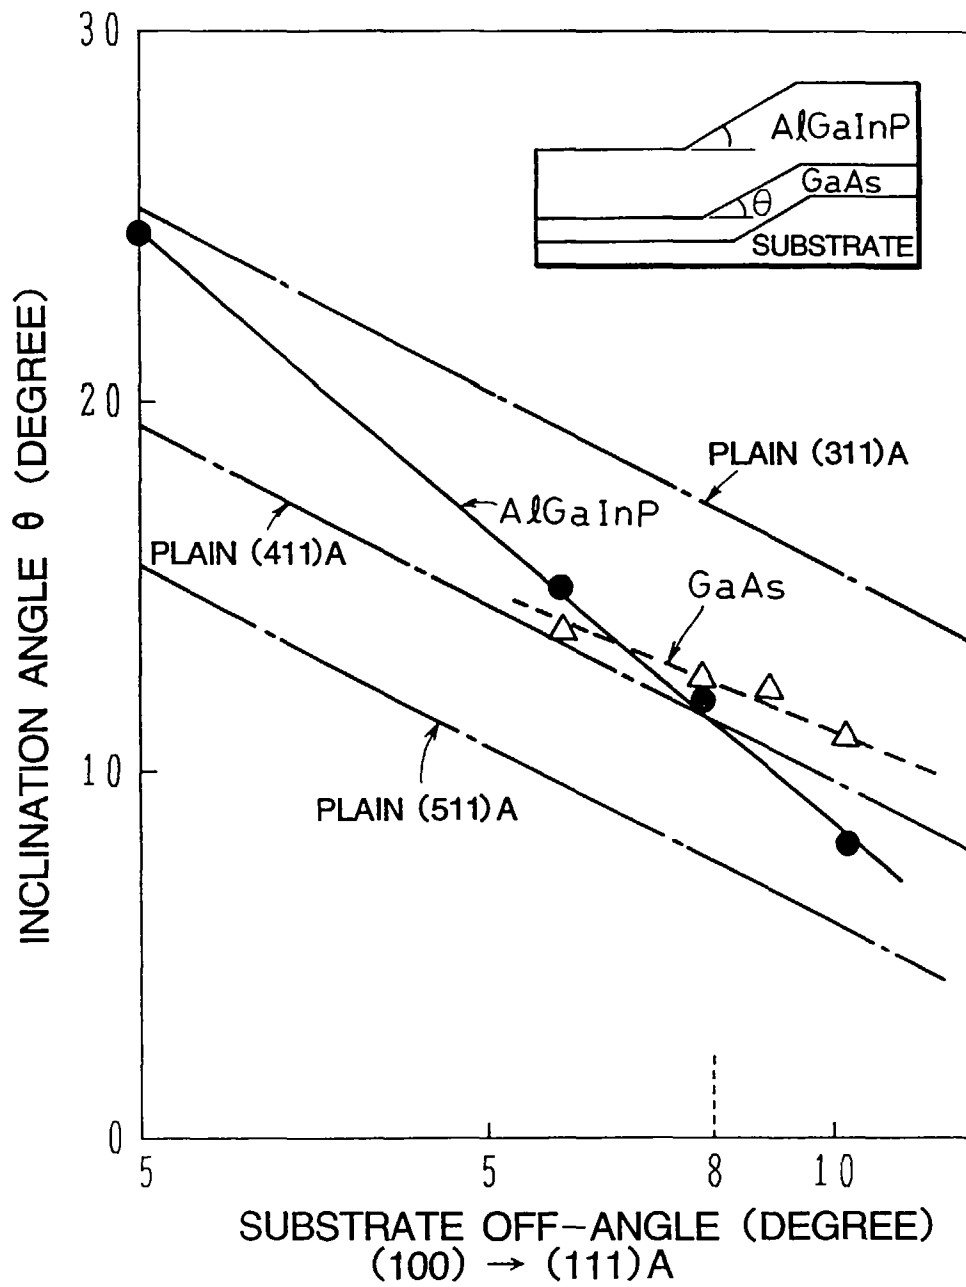 30
AlGaInP
GaAs
θ
SUBSTRATE
20
PLAIN (311)A
AlGaInP
PLAIN (411)A
GaAs
10
PLAIN (511)A
0
5
5
8
10
INCLINATION ANGLE θ (DEGREE)
SUBSTRATE OFF-ANGLE (DEGREE)
(100) → (111)A